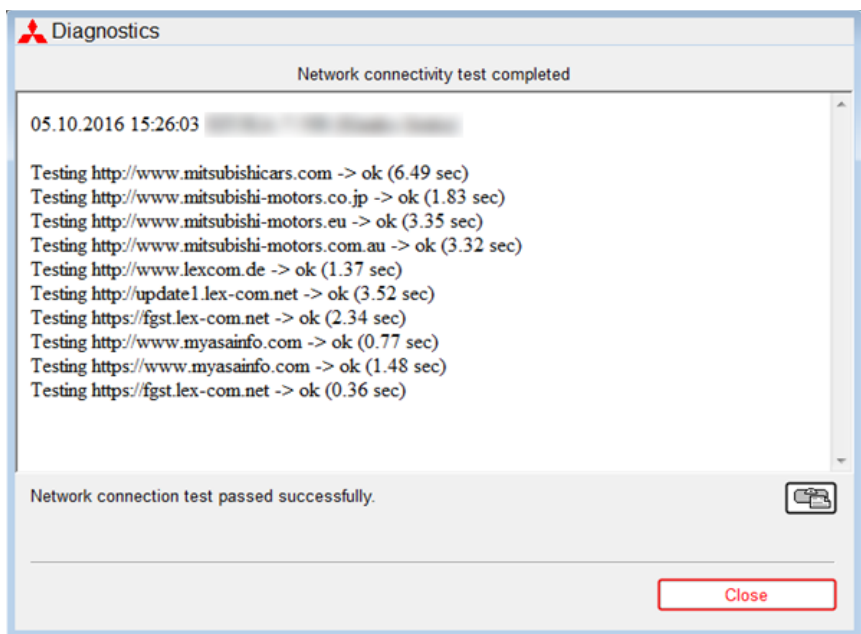 Diagnostics
Network connectivity test completed
05.10.2016 15:26:03
Testing http://www.mitsubishicars.com -> ok (6.49 sec)
Testing http://www.mitsubishi-motors.co.jp -> ok (1.83 sec)
Testing http://www.mitsubishi-motors.eu -> ok (3.35 sec)
Testing http://www.mitsubishi-motors.com.au -> ok (3.32 sec)
Testing http://www.lexcom.de -> ok (1.37 sec)
Testing http://update1.lex-com.net -> ok (3.52 sec)
Testing https://fgst.lex-com.net -> ok (2.34 sec)
Testing http://www.myasainfo.com -> ok (0.77 sec)
Testing https://www.myasainfo.com -> ok (1.48 sec)
Testing https://fgst.lex-com.net -> ok (0.36 sec)
Network connection test passed successfully.
Close